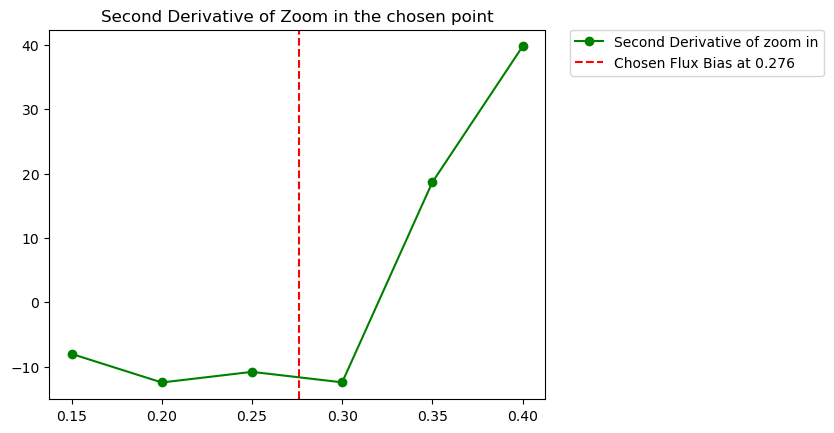 Second Derivative of Zoom in the chosen point
Second Derivative of zoom in
Chosen Flux Bias at 0.276
40
30
20
10
0
−10
0.15 0.20 0.25 0.30 0.35 0.40